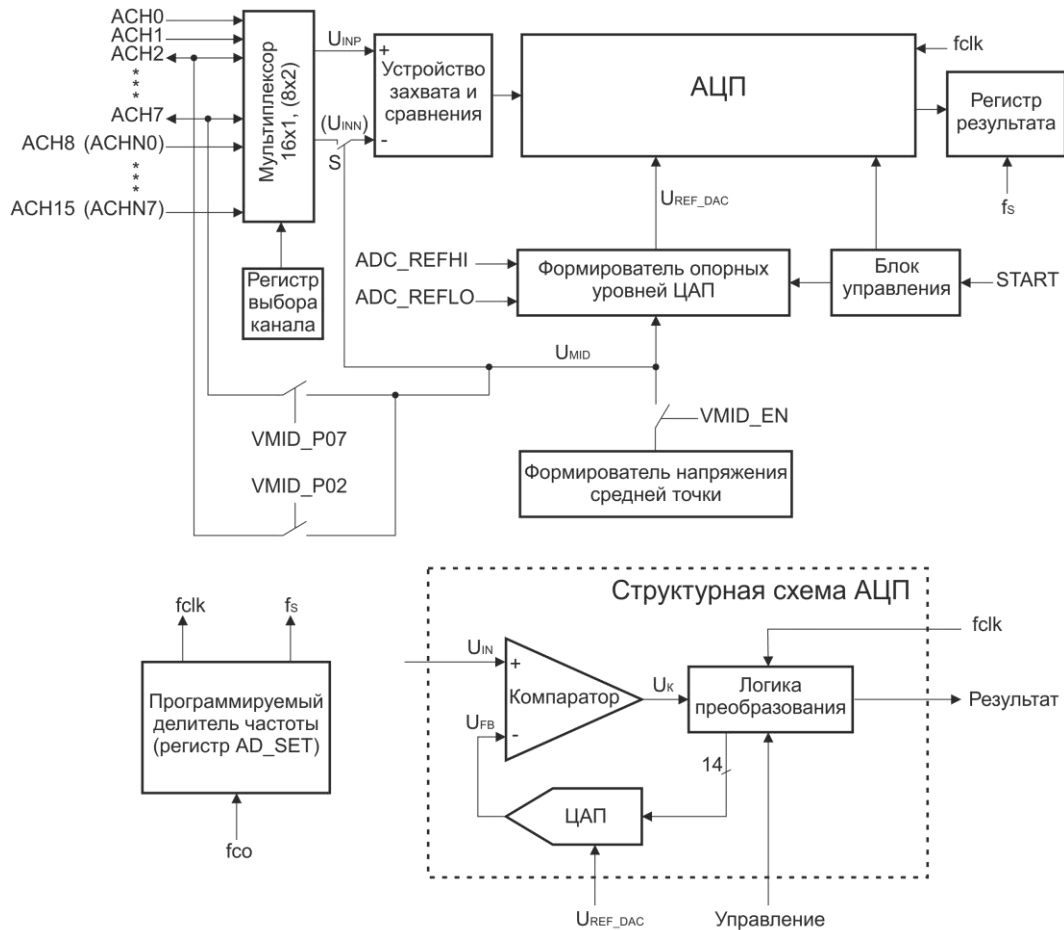 ACH0
ACH1
ACH2
***
ACH7
ACH8 (ACHN0)
***
ACH15 (ACHN7)
Мультиплексор
16x1, (8x2)
UINP
(UINN)
S
+
-
Устройство
захвата и
сравнения
АЦП
fclk
Регистр
результата
fs
UREF_DAC
Регистр
выбора
канала
ADC_REFHI
ADC_REFLO
Формирователь опорных
уровней ЦАП
Блок
управления
START
UMID
VMID_P07
VMID_EN
VMID_P02
Формирователь напряжения
средней точки
fclk
fs
Программируемый
делитель частоты
(регистр AD_SET)
fco
Структурная схема АЦП
UIN
+
Компаратор
UFB
-
UK
Логика
преобразования
fclk
Результат
14
ЦАП
UREF_DAC
Управление